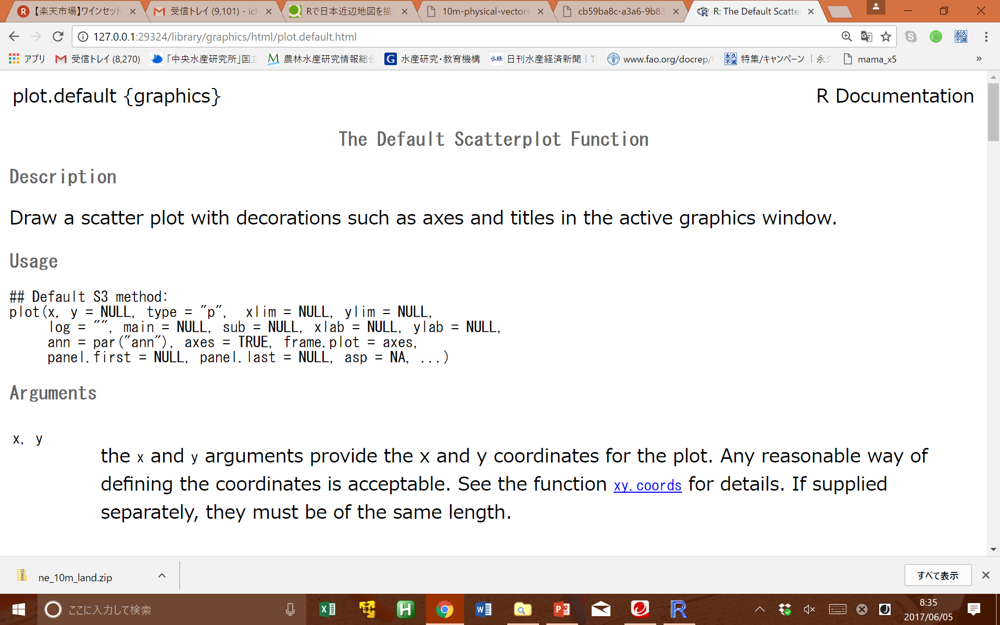 【楽天市場】ワインセット
受信トレイ (9,101) - ich
Rで日本近辺地図を描
10m-physical-vectors
cb59ba8c-a3a6-9b83
R: The Default Scatte
127.0.0.1:29324/library/graphics/html/plot.default.html
アプリ
受信トレイ (8,270)
「中央水産研究所」国立
農林水産研究情報総合
水産研究・教育機構
水経 日刊水産経済新聞 | T
www.fao.org/docrep/
永久不滅 特集/キャンペーン | 永久
mama_x5
»
plot.default {graphics}
R Documentation
The Default Scatterplot Function
Description
Draw a scatter plot with decorations such as axes and titles in the active graphics window.
Usage
## Default S3 method:
plot(x, y = NULL, type = "p",  xlim = NULL, ylim = NULL,
     log = "", main = NULL, sub = NULL, xlab = NULL, ylab = NULL,
     ann = par("ann"), axes = TRUE, frame.plot = axes,
     panel.first = NULL, panel.last = NULL, asp = NA, ...)
Arguments
x, y
the x and y arguments provide the x and y coordinates for the plot. Any reasonable way of
defining the coordinates is acceptable. See the function xy.coords for details. If supplied
separately, they must be of the same length.
ne_10m_land.zip
すべて表示
ここに入力して検索
8:35
2017/06/05